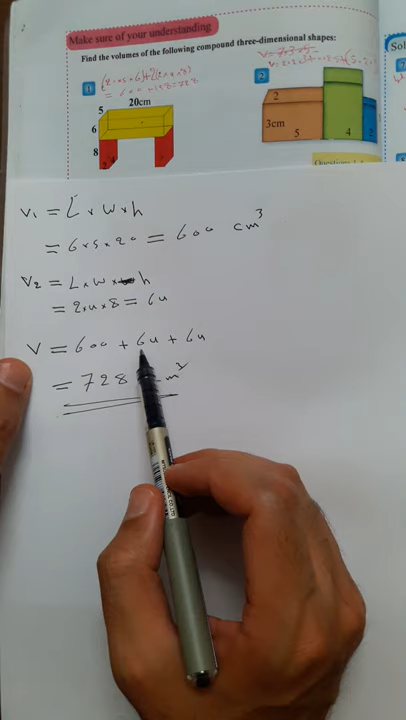 Make sure of your understanding
Find the volumes of the following compound three-dimensional shapes:
1
20cm
5
6
8
2
2
3cm
5
4
2
Sol
V₁ = L × w × h
= 6 × 5 × 20 = 600 cm³
V₂ = L × w × h
= 2 × 4 × 8 = 64
V = 600 + 64 + 64
= 728 m³